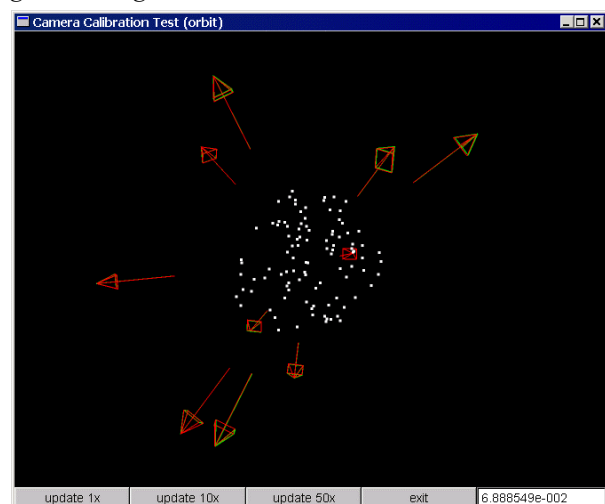 Camera Calibration Test (orbit)
update 1x
update 10x
update 50x
exit
6.888549e-002